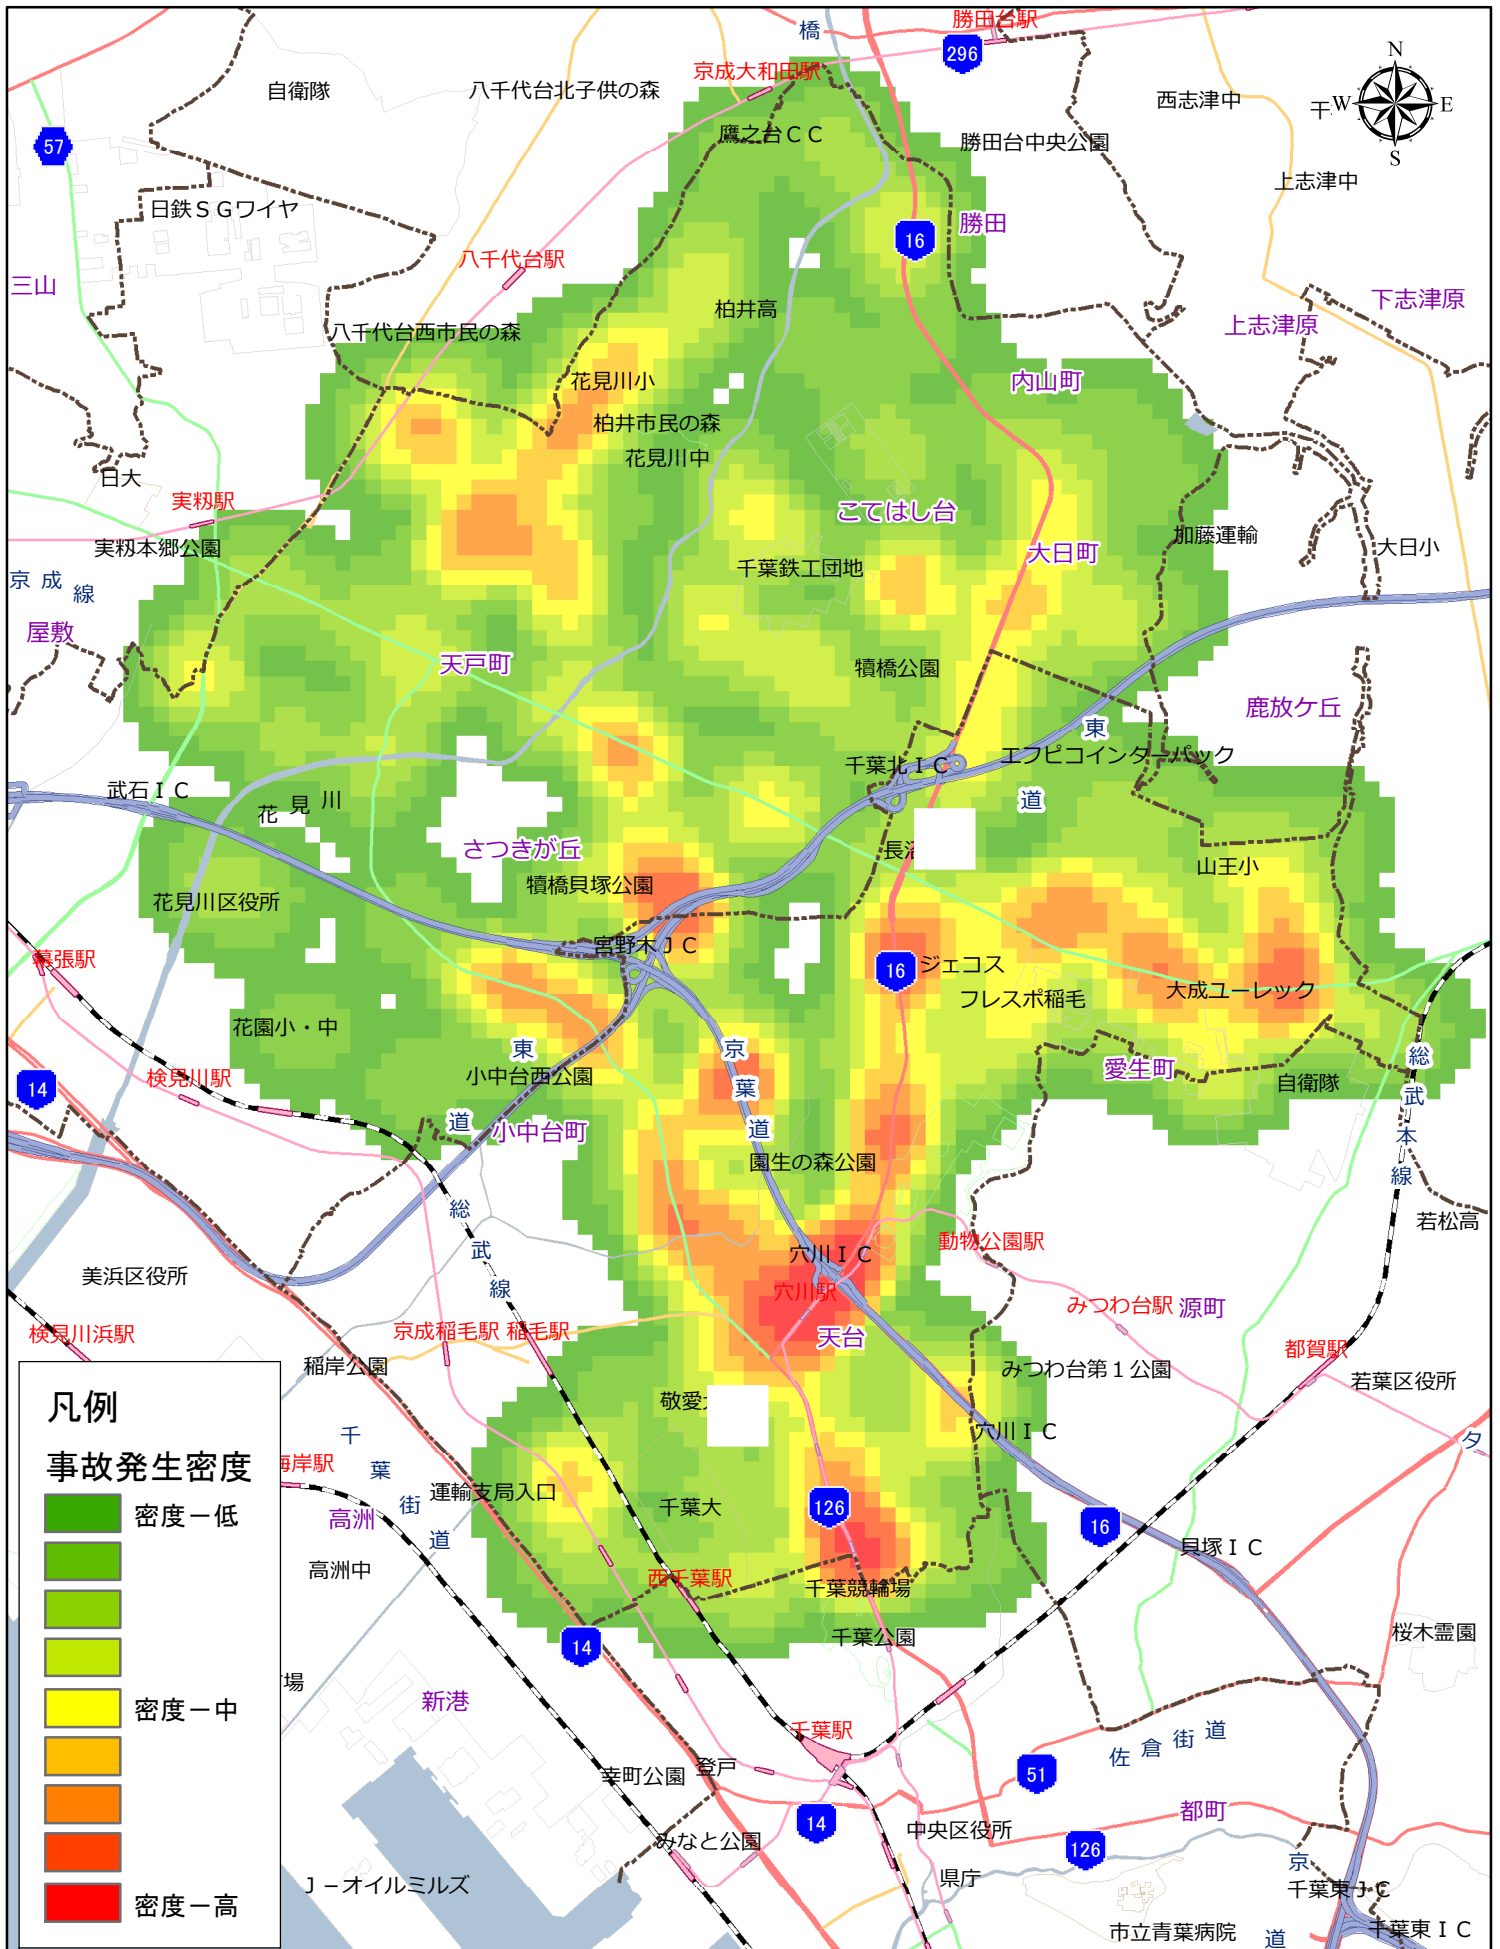 橋
勝田台駅
296
N
W
E
S
京成大和田駅
自衛隊
八千代台北子供の森
西志津中
57
鷹之台CC
勝田台中央公園
上志津中
日鉄SGワイヤ
勝田
16
八千代台駅
三山
柏井高
下志津原
上志津原
八千代台西市民の森
花見川小
内山町
柏井市民の森
花見川中
日大
実籾駅
こてはし台
加藤運輸
実籾本郷公園
大日町
大日小
千葉鉄工団地
京成線
屋敷
天戸町
犢橋公園
鹿放ケ丘
東
エフピコインターパック
千葉北IC
武石IC
花見川
道
さつきが丘
長沼
山王小
犢橋貝塚公園
花見川区役所
宮野木JC
幕張駅
16
ジェコス
大成ユーレック
フレスポ稲毛
花園小・中
東
京
総
愛生町
検見川駅
14
小中台西公園
葉
自衛隊
武
道
小中台町
道
本
園生の森公園
線
総
若松高
武
穴川IC
動物公園駅
美浜区役所
線
穴川駅
みつわ台駅
源町
検見川浜駅
京成稲毛駅
稲毛駅
天台
都賀駅
稲岸公園
みつわ台第1公園
若葉区役所
敬愛大
千
穴川IC
海岸駅
葉
運輸支局入口
街
千葉大
126
高洲
道
16
貝塚IC
高洲中
西千葉駅
千葉競輪場
14
千葉公園
桜木霊園
場
新港
千葉駅
佐倉街道
登戸
幸町公園
51
都町
14
中央区役所
みなと公園
126
京
県庁
J-オイルミルズ
千葉東JC
市立青葉病院
道
千葉東IC
凡例
事故発生密度
密度－低
密度－中
密度－高